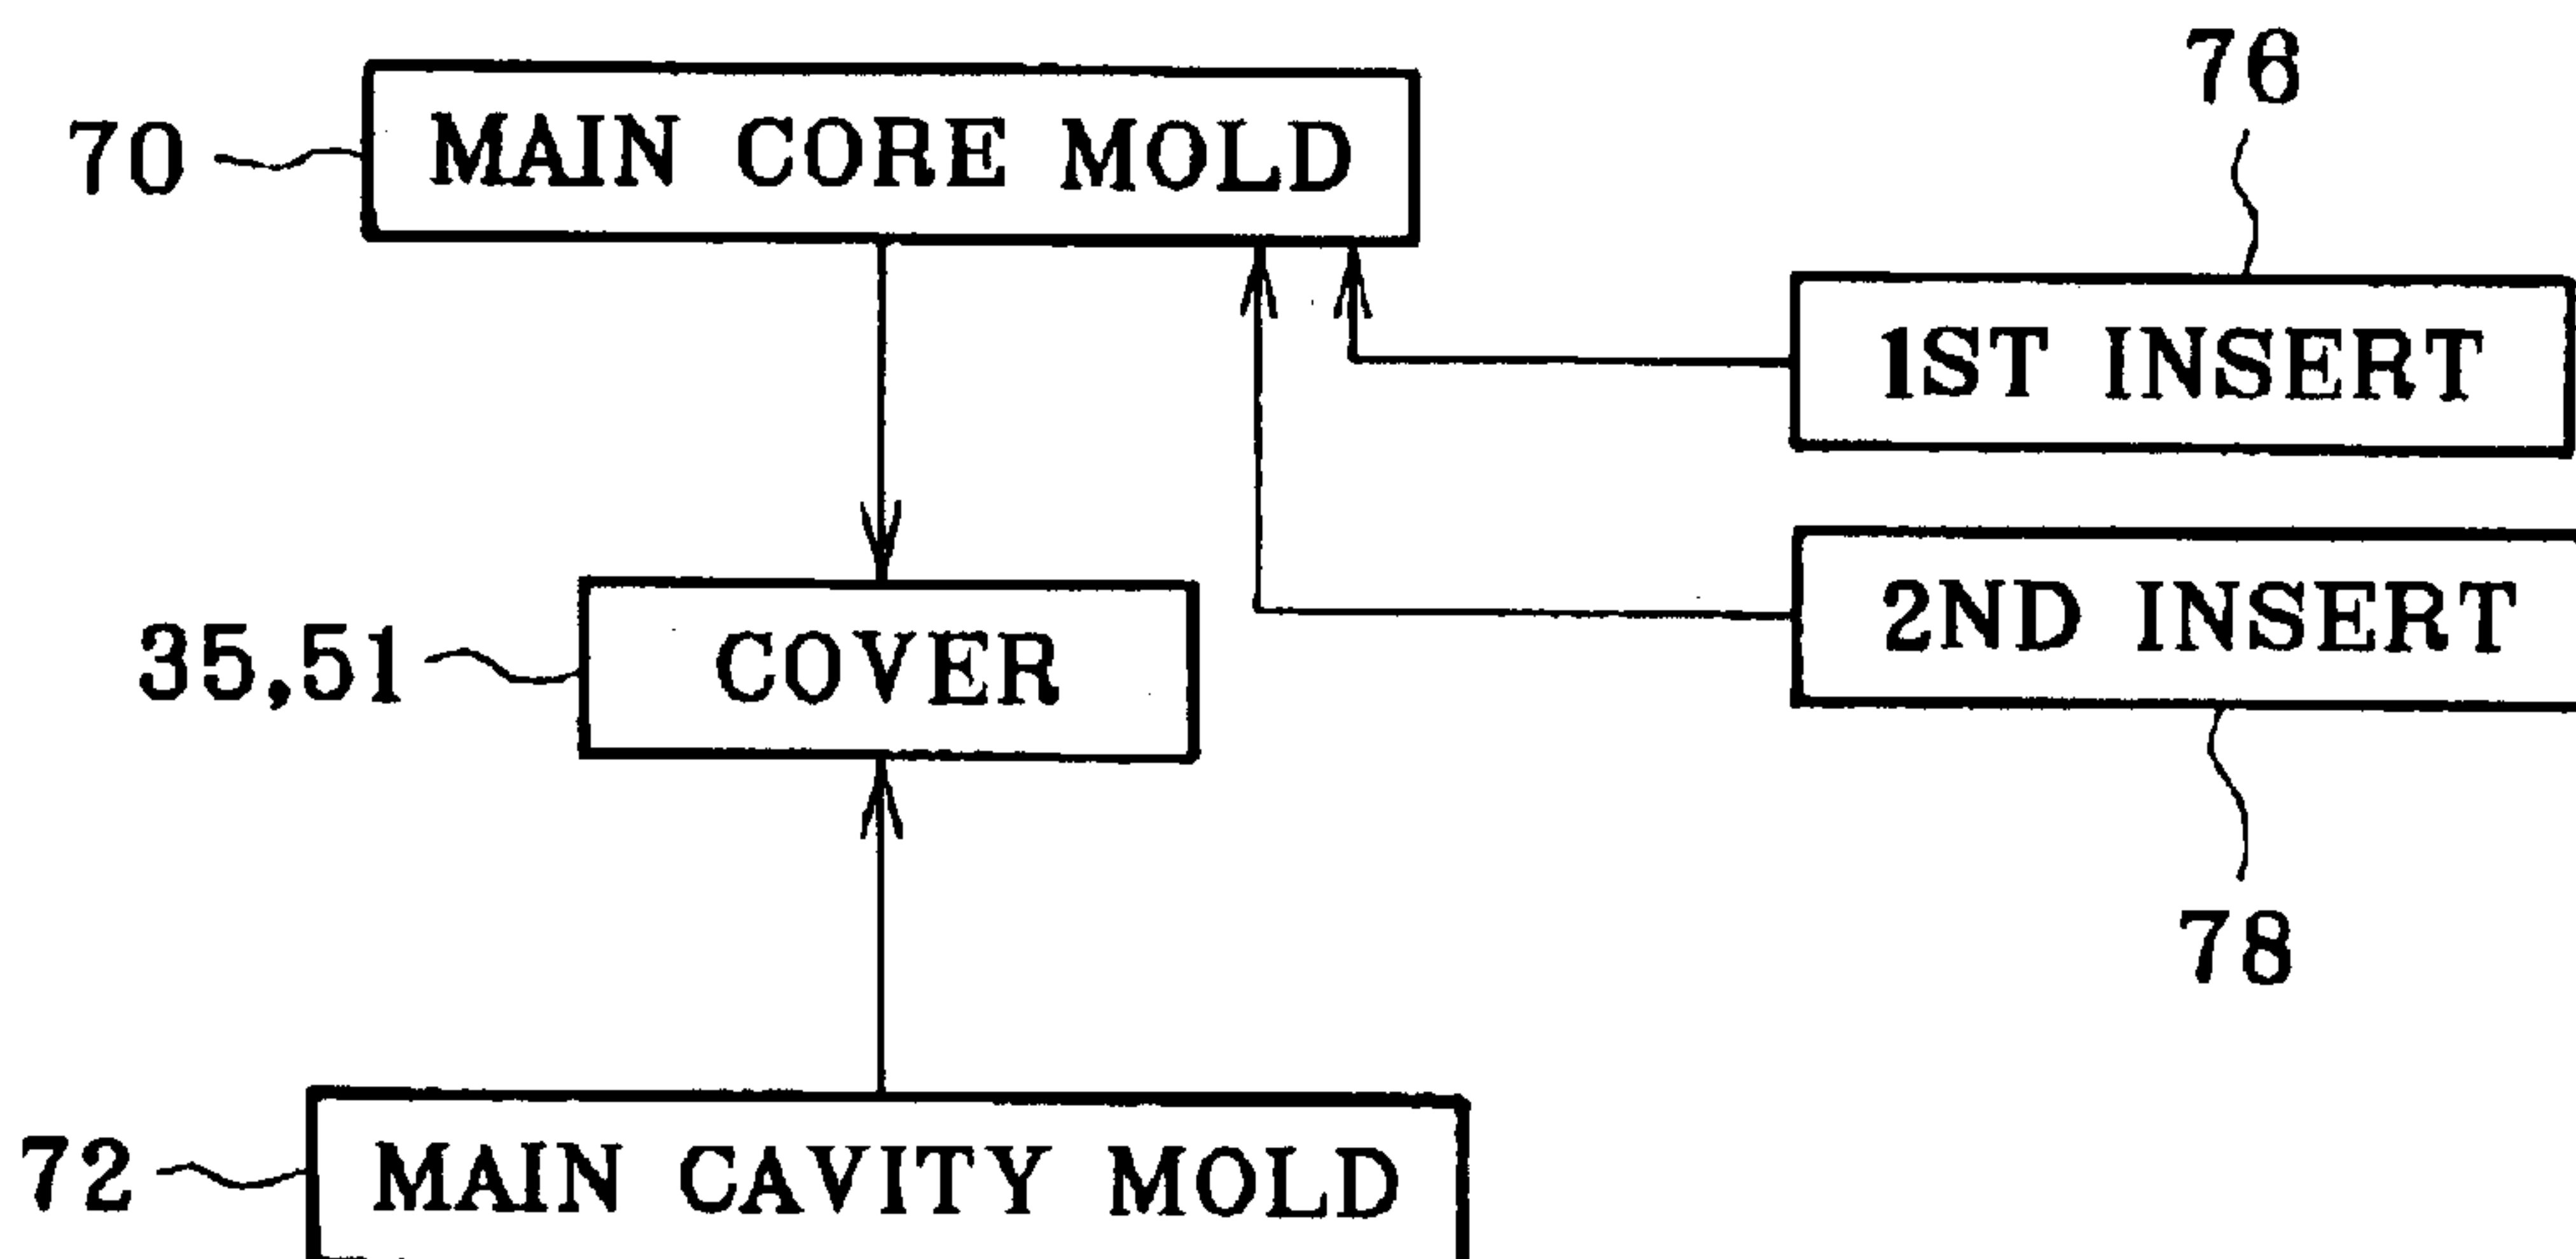 76
70 MAIN CORE MOLD
1ST INSERT
35,51 COVER
2ND INSERT
78
72 MAIN CAVITY MOLD